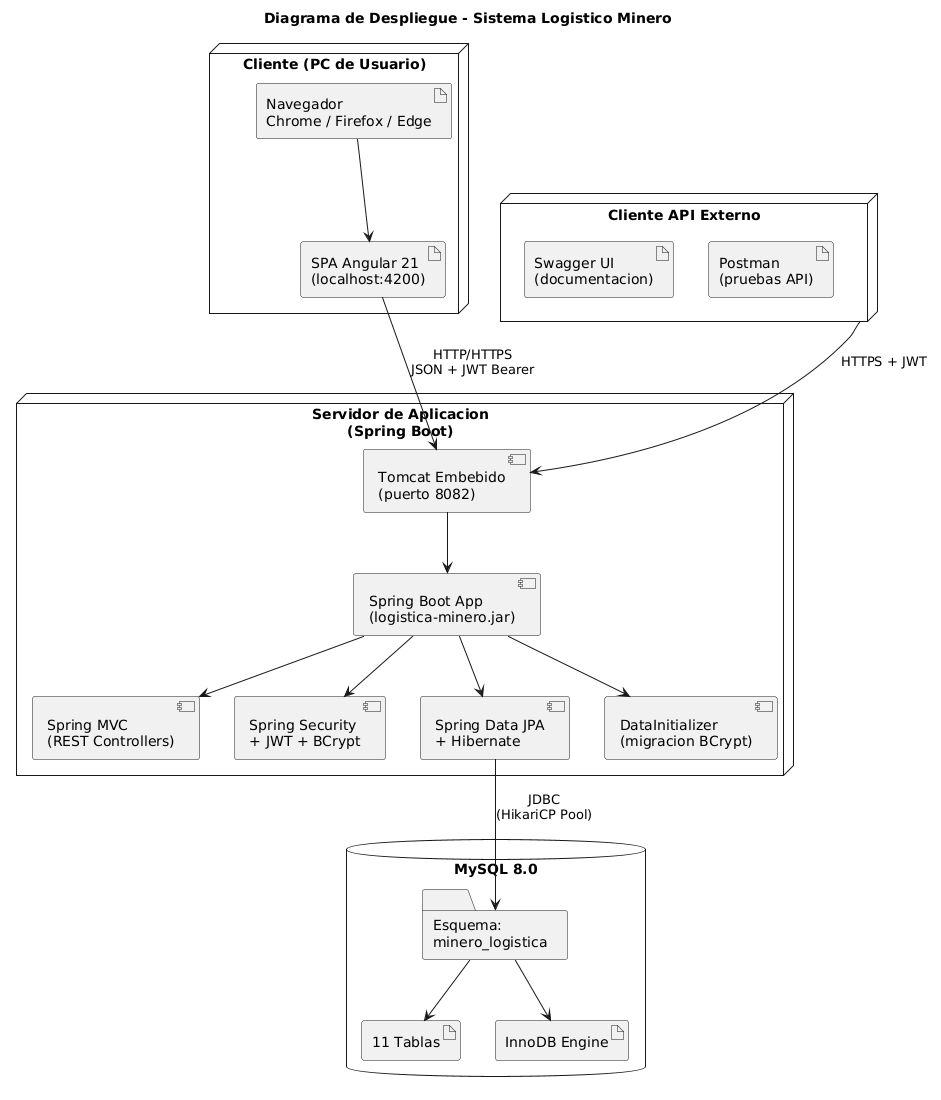 Diagrama de Despliegue - Sistema Logistico Minero
Cliente (PC de Usuario)
Navegador
Chrome / Firefox / Edge
SPA Angular 21
(localhost:4200)
Cliente API Externo
Swagger UI
(documentacion)
Postman
(pruebas API)
HTTP/HTTPS
JSON + JWT Bearer
HTTPS + JWT
Servidor de Aplicacion
(Spring Boot)
Tomcat Embebido
(puerto 8082)
Spring Boot App
(logistica-minero.jar)
Spring MVC
(REST Controllers)
Spring Security
+ JWT + BCrypt
Spring Data JPA
+ Hibernate
DataInitializer
(migracion BCrypt)
JDBC
(HikariCP Pool)
MySQL 8.0
Esquema:
minero_logistica
11 Tablas
InnoDB Engine